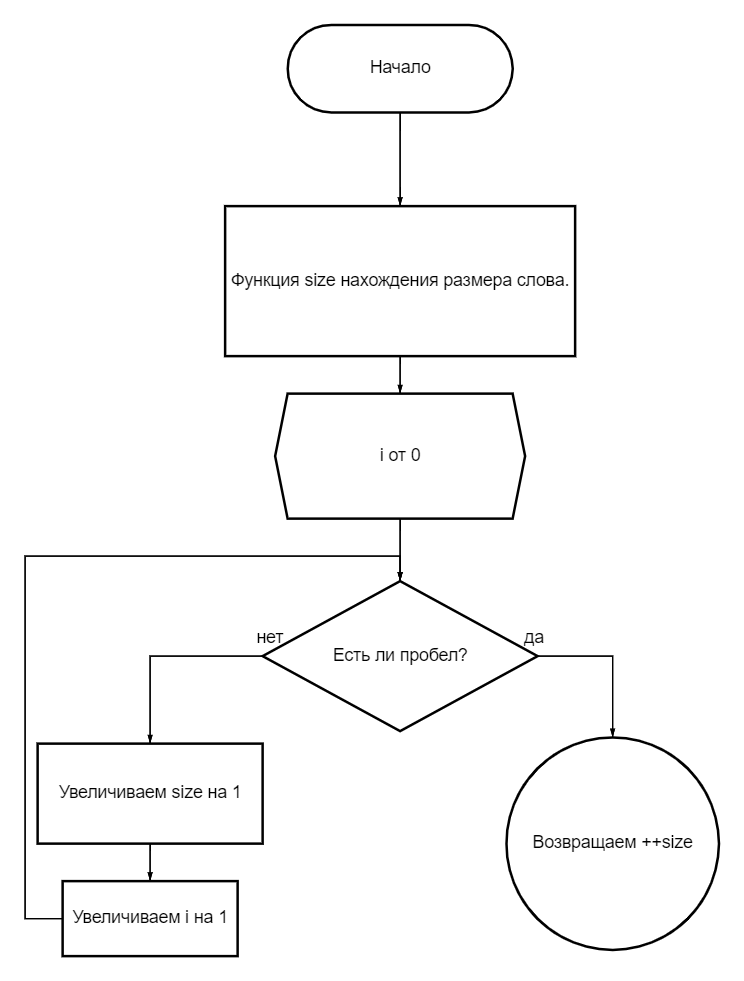 Начало
Функция size нахождения размера слова.
i от 0
нет
да
Есть ли пробел?
Увеличиваем size на 1
Возвращаем ++size
Увеличиваем i на 1